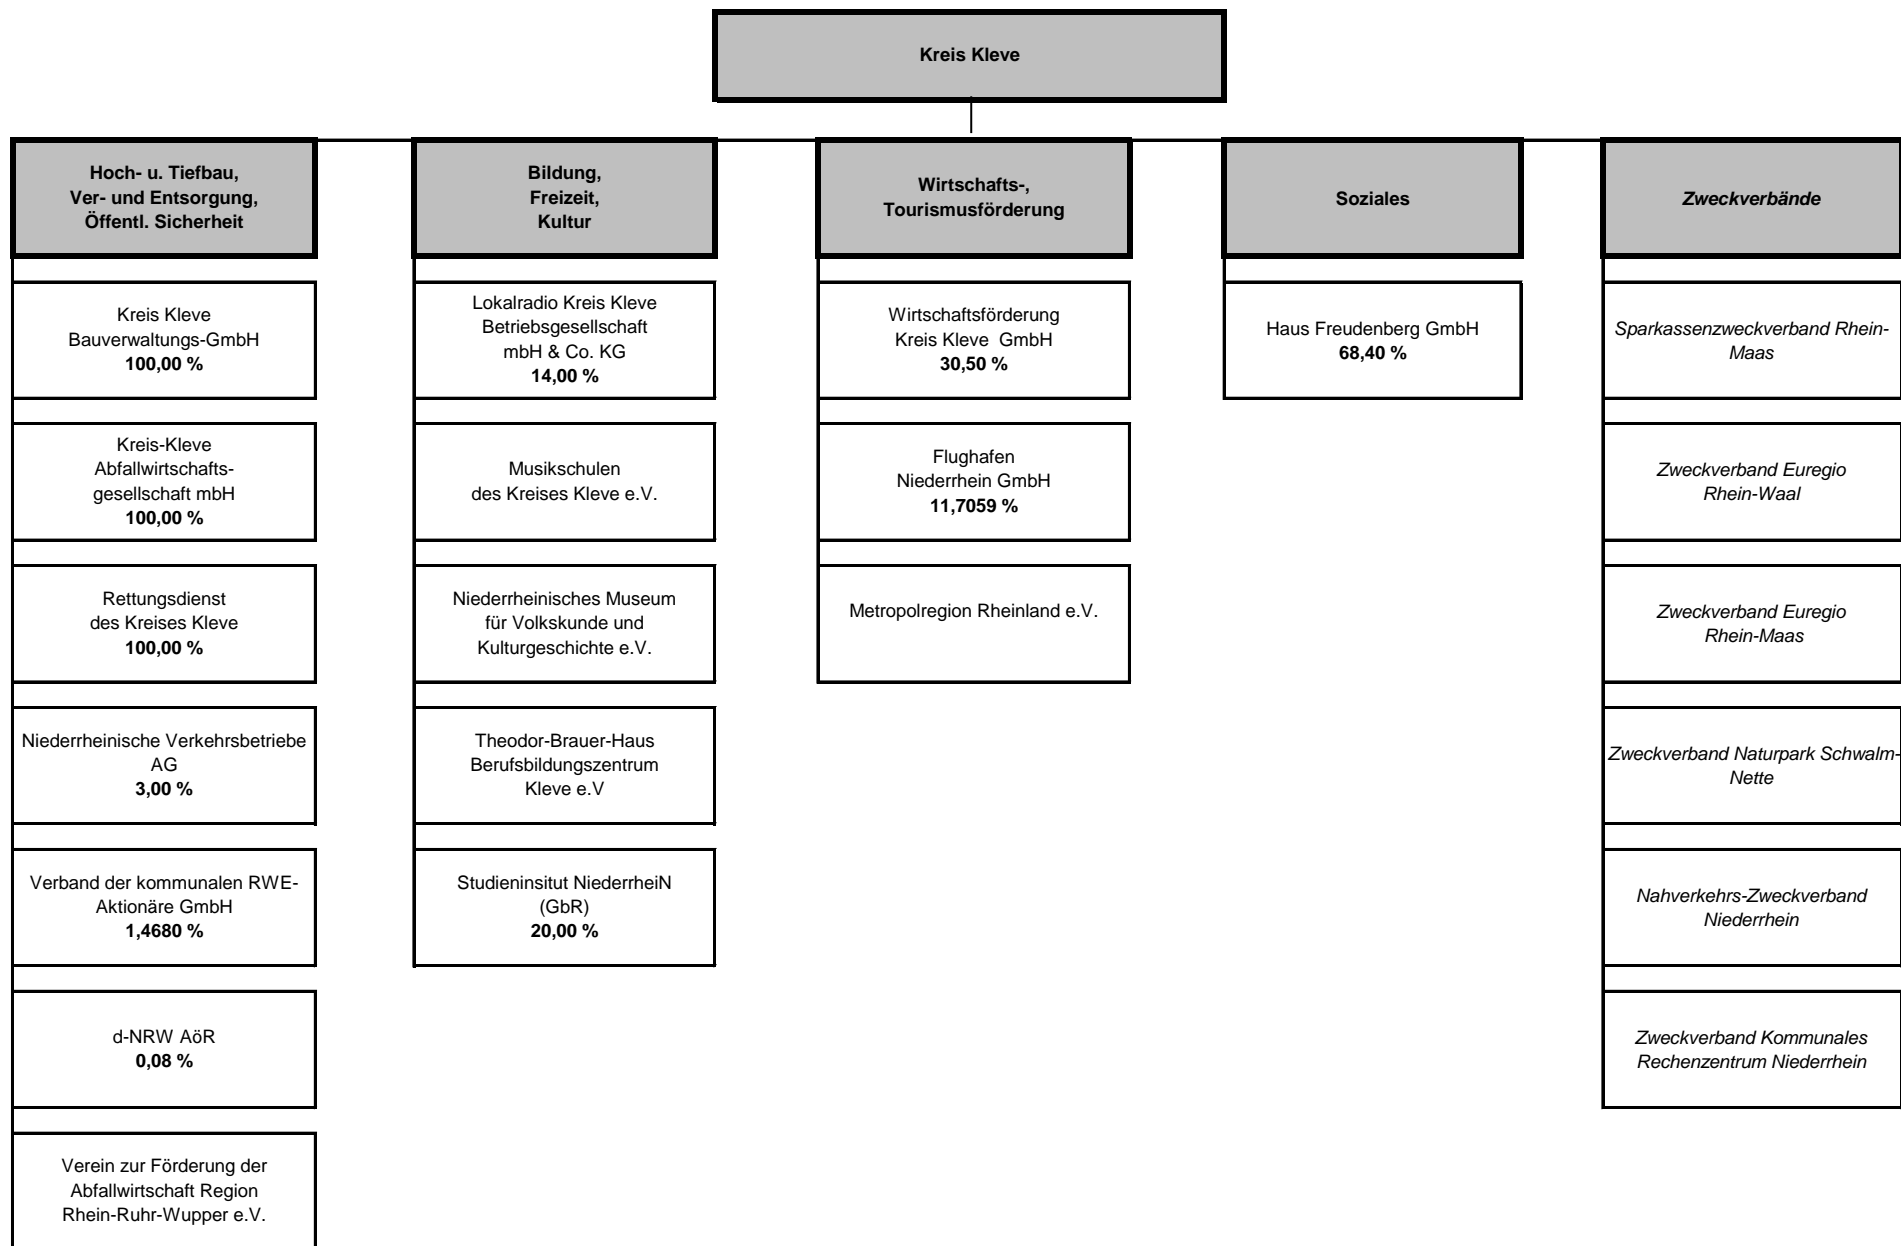 Kreis Kleve
Hoch- u. Tiefbau,
Ver- und Entsorgung,
Öffentl. Sicherheit
Kreis Kleve
Bauverwaltungs-GmbH
100,00 %
Kreis-Kleve
Abfallwirtschafts-
gesellschaft mbH
100,00 %
Rettungsdienst
des Kreises Kleve
100,00 %
Niederrheinische Verkehrsbetriebe
AG
3,00 %
Verband der kommunalen RWE-
Aktionäre GmbH
1,4680 %
d-NRW AöR
0,08 %
Verein zur Förderung der
Abfallwirtschaft Region
Rhein-Ruhr-Wupper e.V.
Bildung,
Freizeit,
Kultur
Lokalradio Kreis Kleve
Betriebsgesellschaft
mbH & Co. KG
14,00 %
Musikschulen
des Kreises Kleve e.V.
Niederrheinisches Museum
für Volkskunde und
Kulturgeschichte e.V.
Theodor-Brauer-Haus
Berufsbildungszentrum
Kleve e.V
Studieninsitut NiederrheiN
(GbR)
20,00 %
Wirtschafts-,
Tourismusförderung
Wirtschaftsförderung
Kreis Kleve GmbH
30,50 %
Flughafen
Niederrhein GmbH
11,7059 %
Metropolregion Rheinland e.V.
Soziales
Haus Freudenberg GmbH
68,40 %
Zweckverbände
Sparkassenzweckverband Rhein-
Maas
Zweckverband Euregio
Rhein-Waal
Zweckverband Euregio
Rhein-Maas
Zweckverband Naturpark Schwalm-
Nette
Nahverkehrs-Zweckverband
Niederrhein
Zweckverband Kommunales
Rechenzentrum Niederrhein